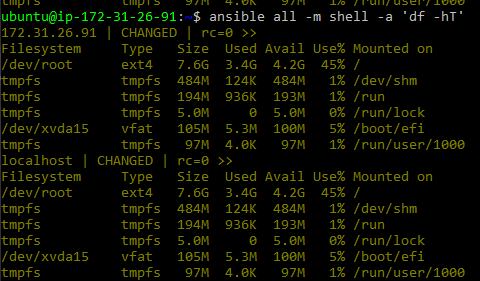 tmpfs           tmpfs   97M  4.0K   97M   1% /run/user/1000
ubuntu@ip-172-31-26-91:~$ ansible all -m shell -a 'df -hT'
172.31.26.91 | CHANGED | rc=0 >>
Filesystem      Type   Size  Used Avail Use% Mounted on
/dev/root       ext4   7.6G  3.4G  4.2G  45% /
tmpfs           tmpfs  484M  124K  484M   1% /dev/shm
tmpfs           tmpfs  194M  936K  193M   1% /run
tmpfs           tmpfs  5.0M     0  5.0M   0% /run/lock
/dev/xvda15     vfat   105M  5.3M  100M   5% /boot/efi
tmpfs           tmpfs   97M  4.0K   97M   1% /run/user/1000
localhost | CHANGED | rc=0 >>
Filesystem      Type   Size  Used Avail Use% Mounted on
/dev/root       ext4   7.6G  3.4G  4.2G  45% /
tmpfs           tmpfs  484M  124K  484M   1% /dev/shm
tmpfs           tmpfs  194M  936K  193M   1% /run
tmpfs           tmpfs  5.0M     0  5.0M   0% /run/lock
/dev/xvda15     vfat   105M  5.3M  100M   5% /boot/efi
tmpfs           tmpfs   97M  4.0K   97M   1% /run/user/1000